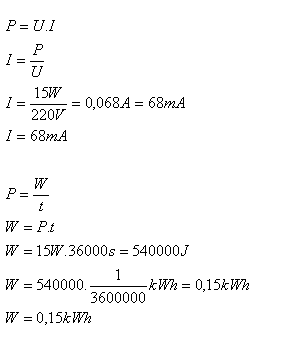 P = U.I
I = P/U
I = 15W/220V = 0,068A = 68mA
I = 68mA
P = W/t
W = P.t
W = 15W.36000s = 540000J
W = 540000. 1/3600000 kWh = 0,15kWh
W = 0,15kWh